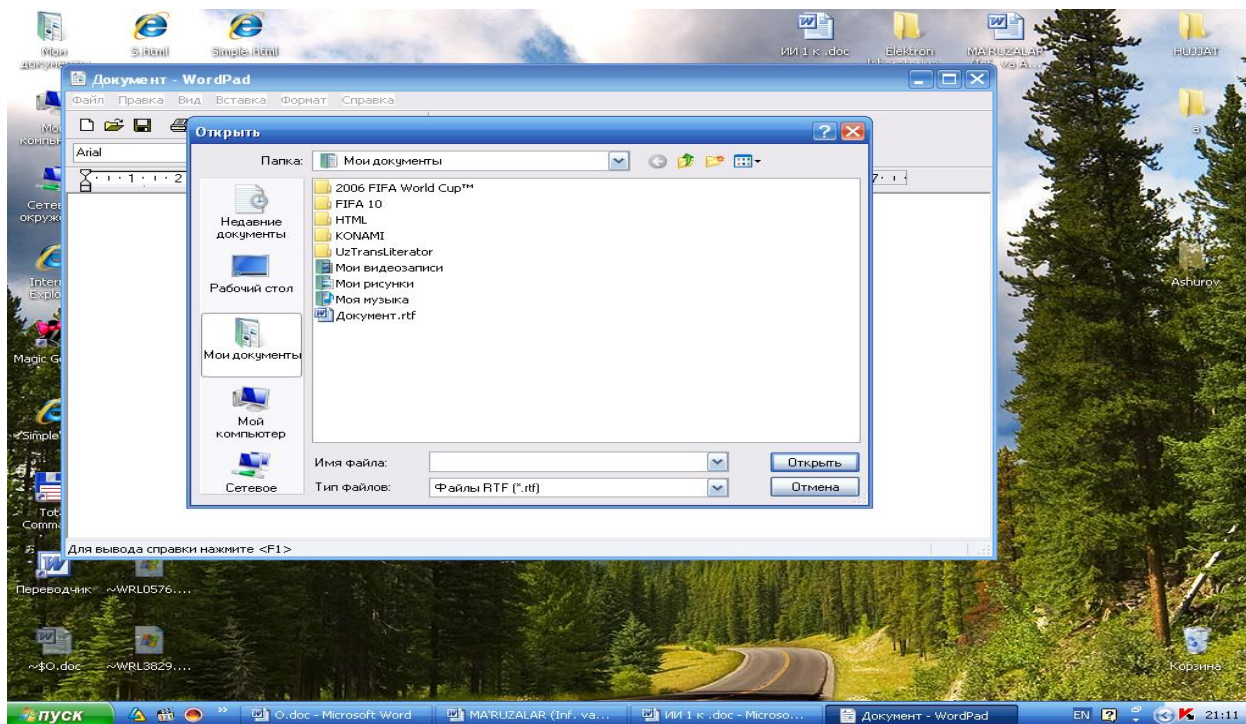 S.html
Simple.html
ИИ 1 к .doc
Elektron
MA'RUZALAR
HUJJAT
Документ - WordPad
Файл Правка Вид Вставка Формат Справка
Arial
1 2
7
Открыть
Папка:
Мои документы
Недавние
документы
Рабочий стол
Мои документы
Мой
компьютер
Сетевое
2006 FIFA World Cup™
FIFA 10
HTML
KONAMI
UzTransLiterator
Мои видеозаписи
Мои рисунки
Моя музыка
Документ.rtf
Имя файла:
Открыть
Тип файлов:
Файлы RTF (*.rtf)
Отмена
Для вывода справки нажмите <F1>
a
Ashurov
Magic G
Переводчик
~WRL0576....
~$O.doc
~WRL3829....
Корзина
пуск
O.doc - Microsoft Word
MA'RUZALAR (Inf. va...
ИИ 1 к .doc - Microso...
Документ - WordPad
EN
21:11